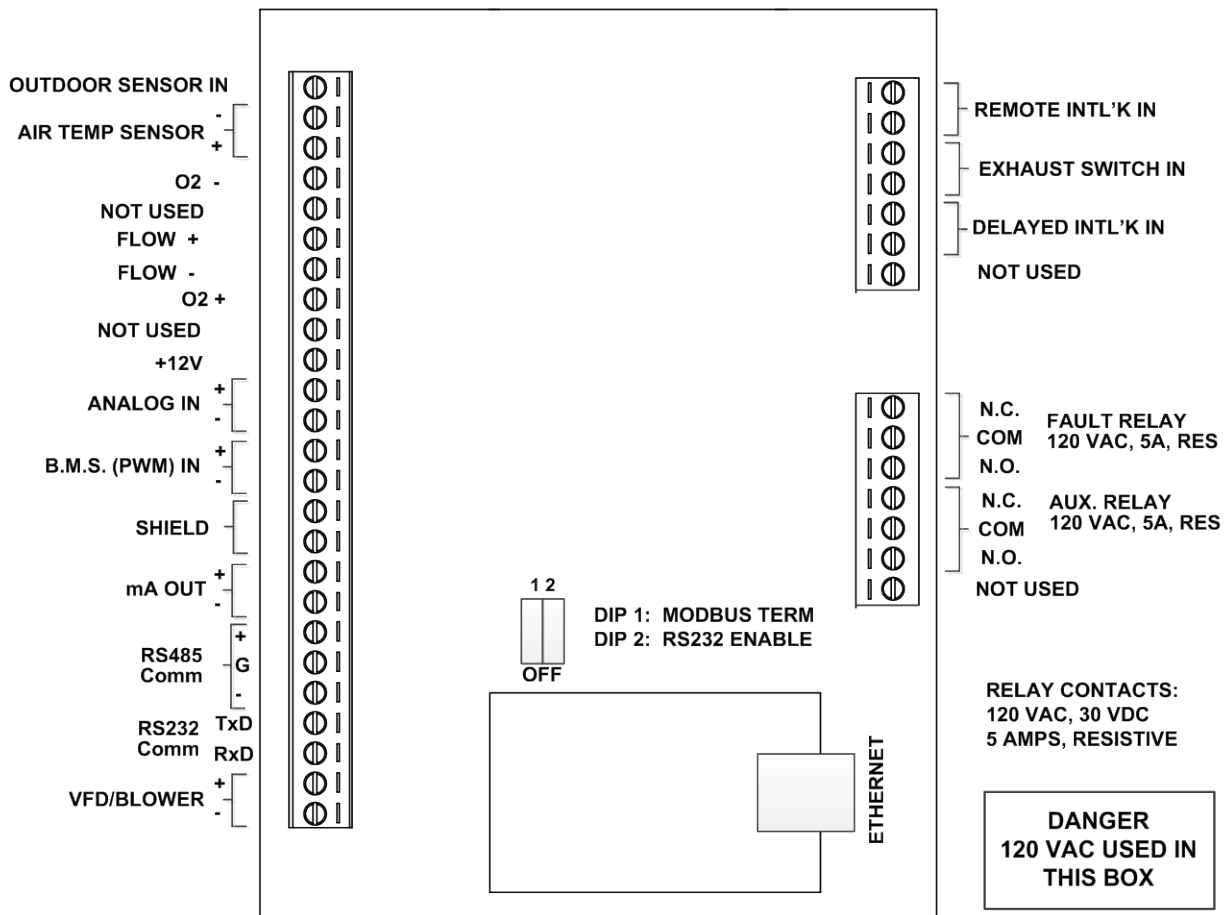 OUTDOOR SENSOR IN
-
AIR TEMP SENSOR
+
O2 -
NOT USED
FLOW +
FLOW -
O2 +
NOT USED
+12V
+
ANALOG IN
-
+
B.M.S. (PWM) IN
-
SHIELD
+
mA OUT
-
+
RS485
Comm
G
-
RS232
Comm
TxD
RxD
+
VFD/BLOWER
-
1 2
OFF
DIP 1: MODBUS TERM
DIP 2: RS232 ENABLE
ETHERNET
REMOTE INTL'K IN
EXHAUST SWITCH IN
DELAYED INTL'K IN
NOT USED
N.C.
COM
N.O.
FAULT RELAY
120 VAC, 5A, RES
N.C.
COM
N.O.
AUX. RELAY
120 VAC, 5A, RES
NOT USED
RELAY CONTACTS:
120 VAC, 30 VDC
5 AMPS, RESISTIVE
DANGER
120 VAC USED IN
THIS BOX